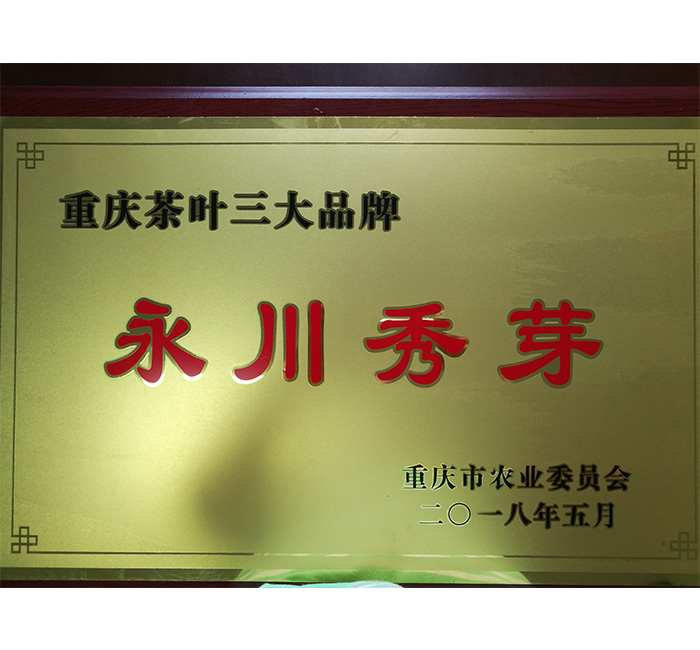 重庆茶叶三大品牌
永川秀芽
重庆市农业委员会
二〇一八年五月